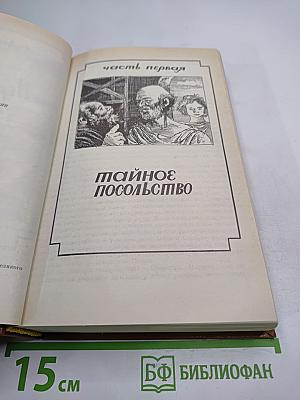 часть первая
тайное
посольство
15 см
БФ БИБЛИОФАН